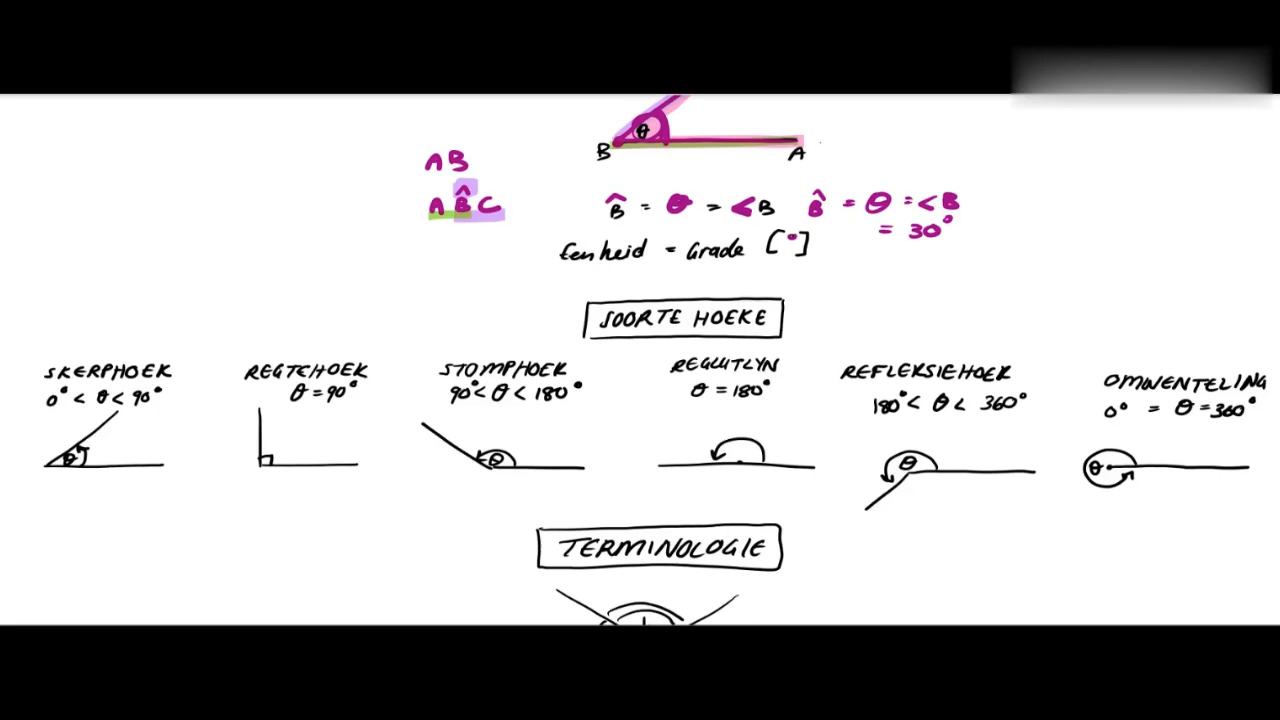 θ
B A
AB
AB̂C
B̂ = θ = <B B̂ = θ = <B
= 30°
Eenheid = Grade [°]
SOORTE HOEKE
SKERPHOEK
0° < θ < 90°
θ
REGTEHOEK
θ = 90°
STOMPHOEK
90° < θ < 180°
θ
REGUITLYN
θ = 180°
REFLEKSIEHOEK
180° < θ < 360°
θ
OMWENTELING
0° = θ = 360°
θ
TERMINOLOGIE